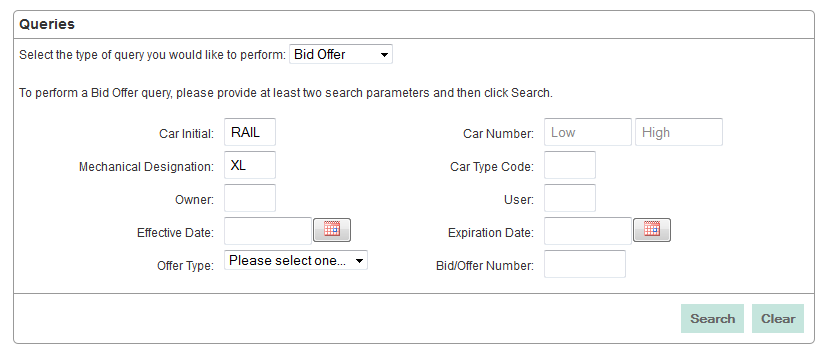 Queries
Select the type of query you would like to perform: Bid Offer
To perform a Bid Offer query, please provide at least two search parameters and then click Search.
Car Initial: RAIL Car Number: Low High
Mechanical Designation: XL Car Type Code:
Owner: User:
Effective Date: Expiration Date:
Offer Type: Please select one... Bid/Offer Number:
Search Clear